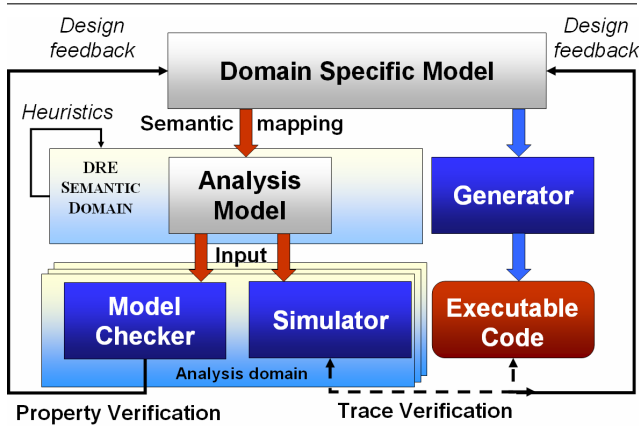 Design
feedback
Design
feedback
Domain Specific Model
Heuristics
Semantic mapping
DRE
SEMANTIC
DOMAIN
Analysis
Model
Generator
Input
Model
Checker
Simulator
Executable
Code
Analysis domain
Property Verification
Trace Verification